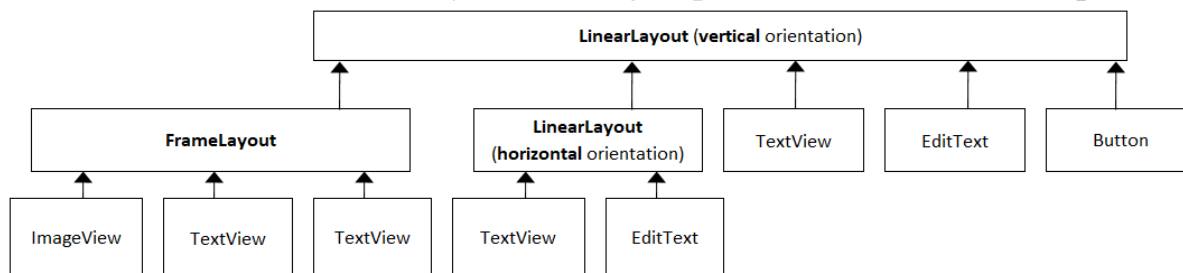 LinearLayout (vertical orientation)
FrameLayout
LinearLayout
(horizontal orientation)
TextView
EditText
Button
ImageView
TextView
TextView
TextView
EditText